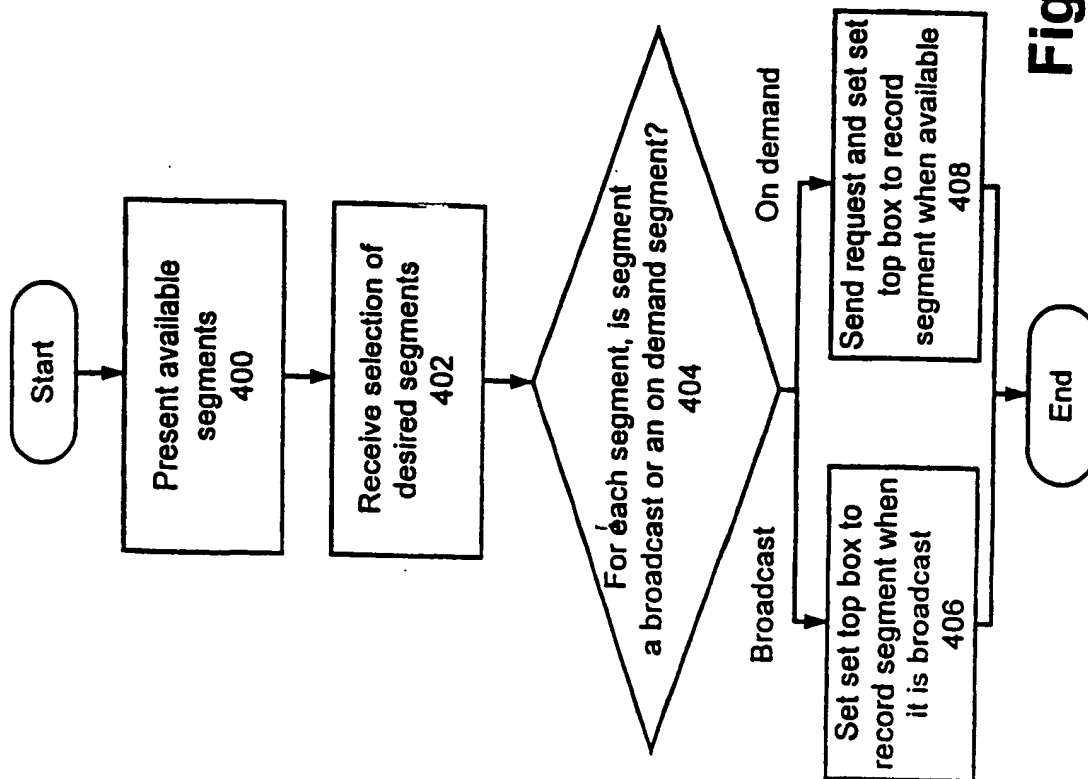 Start
Present available
segments
400
Receive selection of
desired segments
402
For each segment, is segment
a broadcast or an on demand segment?
404
Broadcast
On demand
Set set top box to
record segment when
it is broadcast
406
Send request and set set
top box to record
segment when available
408
End
Fig